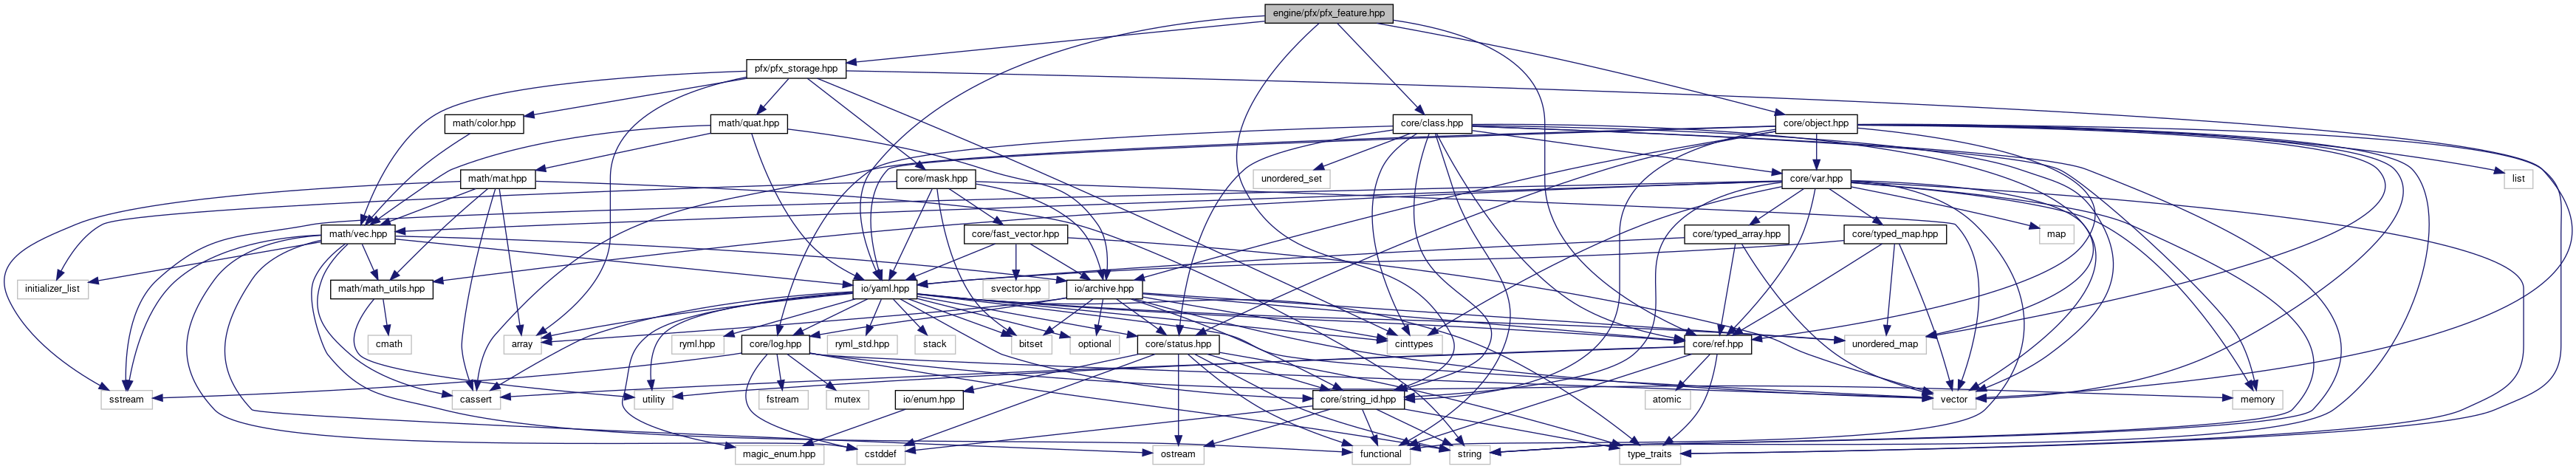 engine/pfx/pfx_feature.hpp
pfx/pfx_storage.hpp
math/color.hpp
math/quat.hpp
core/class.hpp
core/object.hpp
math/mat.hpp
core/mask.hpp
unordered_set
core/var.hpp
list
math/vec.hpp
core/fast_vector.hpp
core/typed_array.hpp
core/typed_map.hpp
map
initializer_list
math/math_utils.hpp
io/yaml.hpp
svector.hpp
io/archive.hpp
cmath
array
ryml.hpp
core/log.hpp
ryml_std.hpp
stack
bitset
optional
core/status.hpp
cinttypes
core/ref.hpp
unordered_map
sstream
cassert
utility
fstream
mutex
io/enum.hpp
core/string_id.hpp
atomic
vector
memory
magic_enum.hpp
cstddef
ostream
functional
string
type_traits